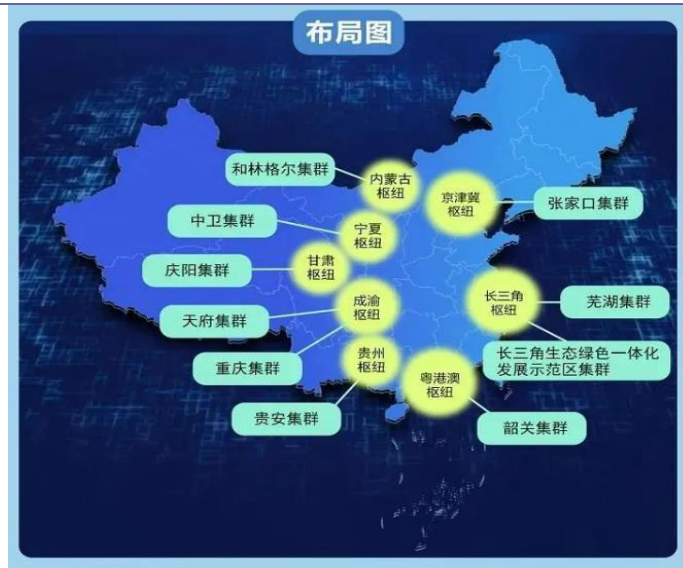 布局图
和林格尔集群
内蒙古
枢纽
京津冀
枢纽
张家口集群
中卫集群
宁夏
枢纽
庆阳集群
甘肃
枢纽
天府集群
成渝
枢纽
长三角
枢纽
芜湖集群
重庆集群
贵州
枢纽
长三角生态绿色一体化
发展示范区集群
贵安集群
粤港澳
枢纽
韶关集群